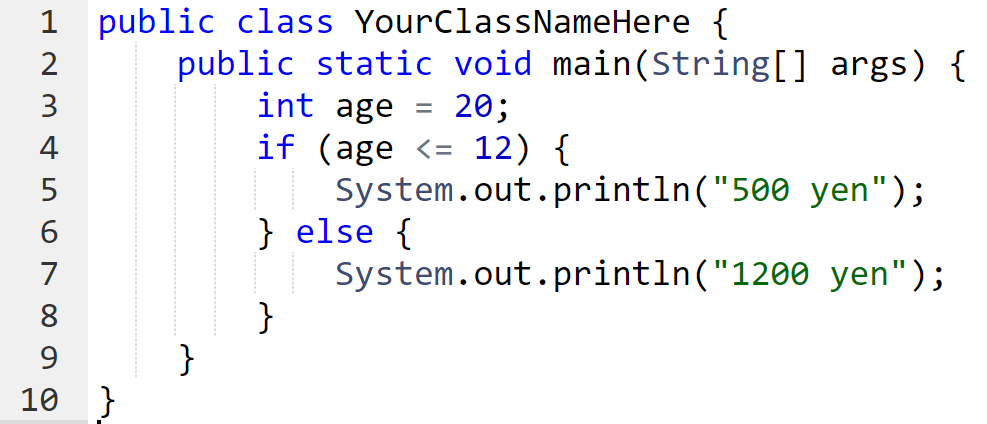 1 public class YourClassNameHere {
2     public static void main(String[] args) {
3         int age = 20;
4         if (age <= 12) {
5             System.out.println("500 yen");
6         } else {
7             System.out.println("1200 yen");
8         }
9     }
10 }